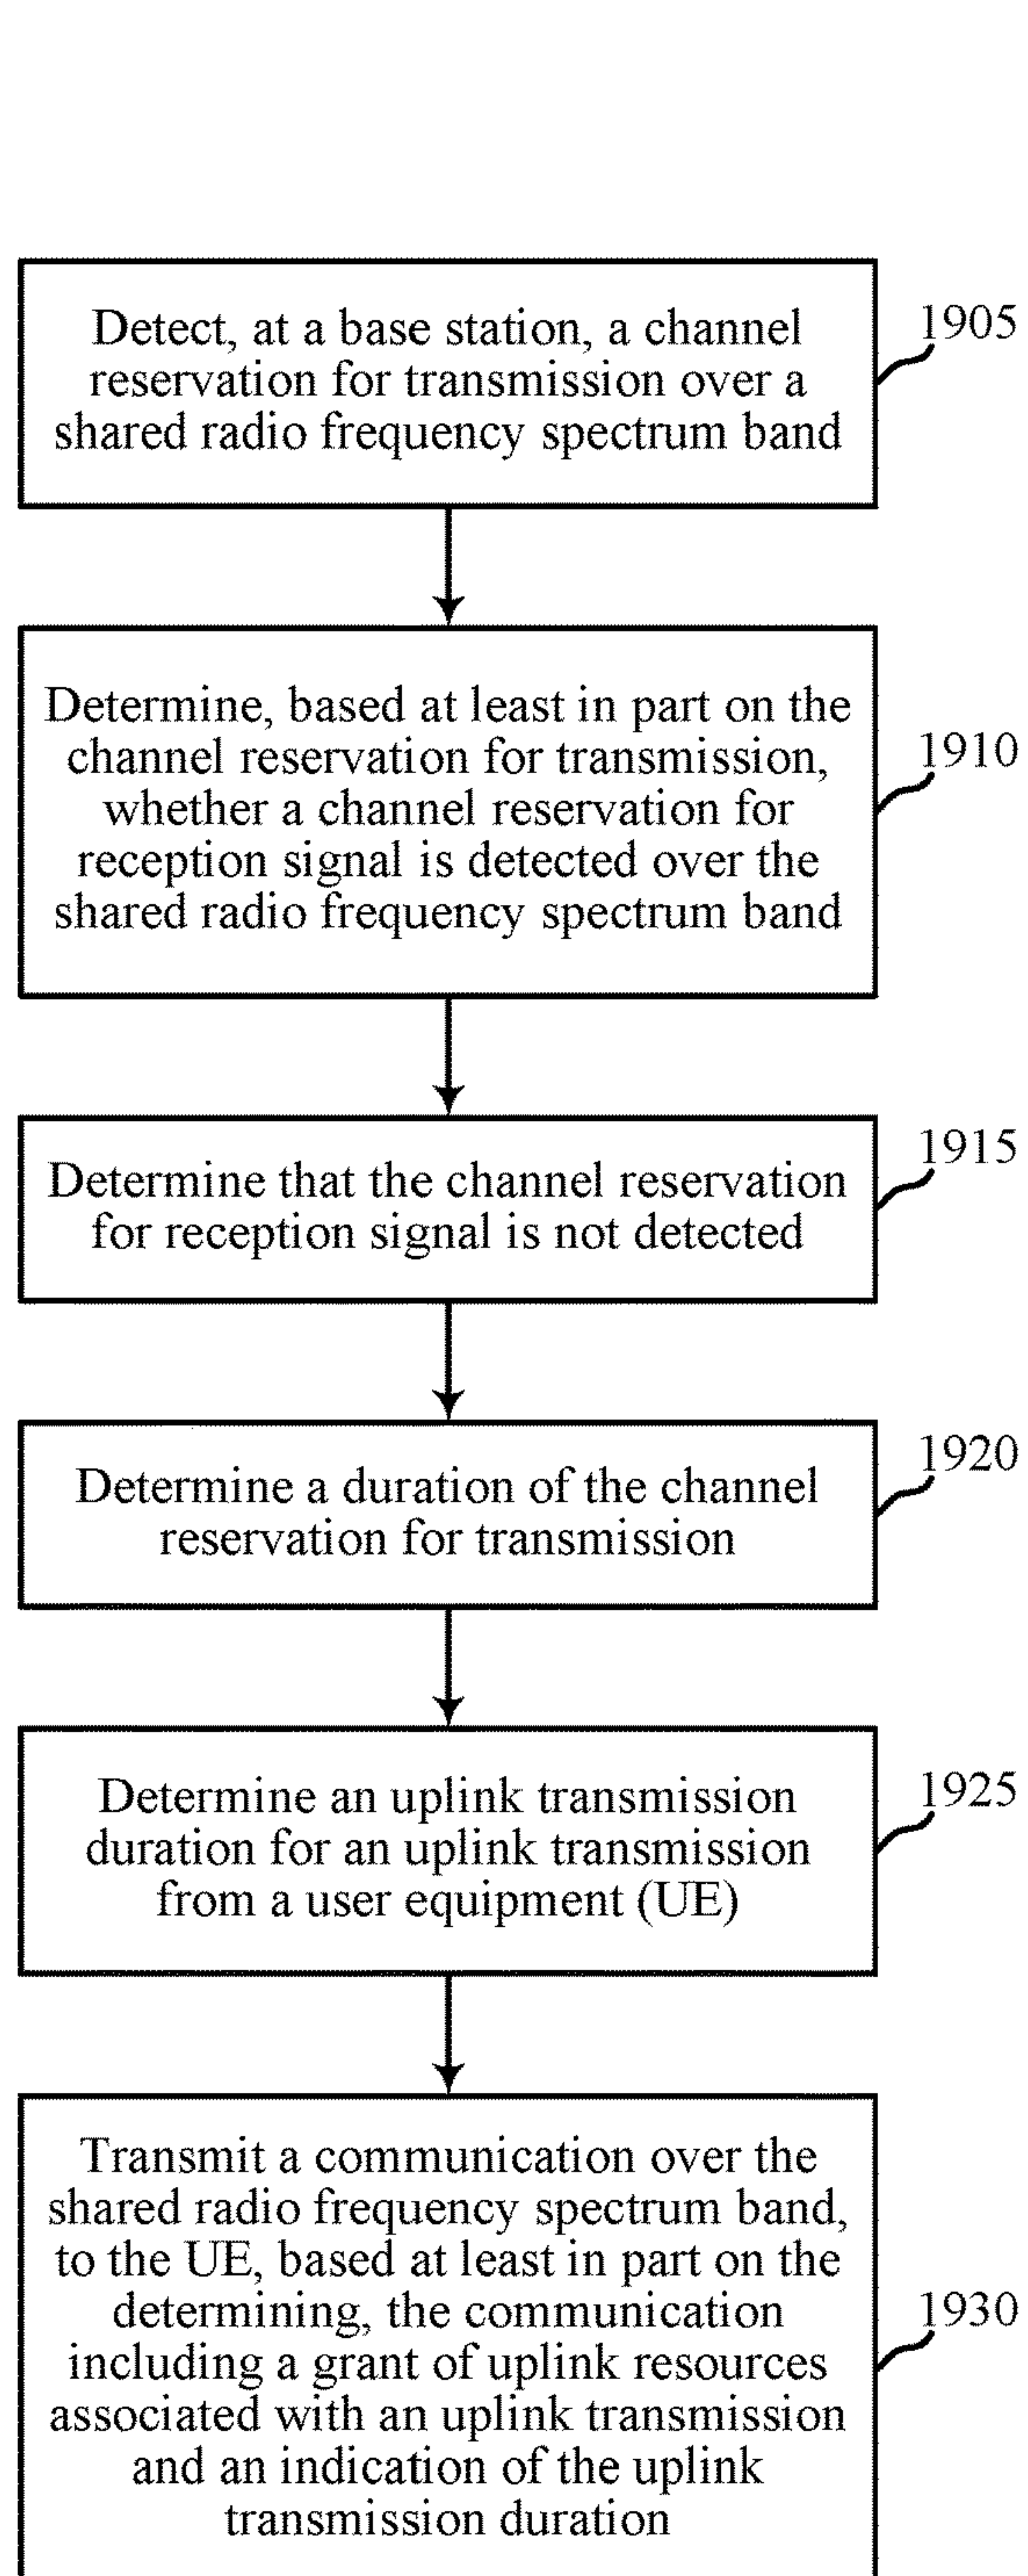 Detect, at a base station, a channel
reservation for transmission over a
shared radio frequency spectrum band
1905
Determine, based at least in part on the
channel reservation for transmission,
whether a channel reservation for
reception signal is detected over the
shared radio frequency spectrum band
1910
Determine that the channel reservation
for reception signal is not detected
1915
Determine a duration of the channel
reservation for transmission
1920
Determine an uplink transmission
duration for an uplink transmission
from a user equipment (UE)
1925
Transmit a communication over the
shared radio frequency spectrum band,
to the UE, based at least in part on the
determining, the communication
including a grant of uplink resources
associated with an uplink transmission
and an indication of the uplink
transmission duration
1930